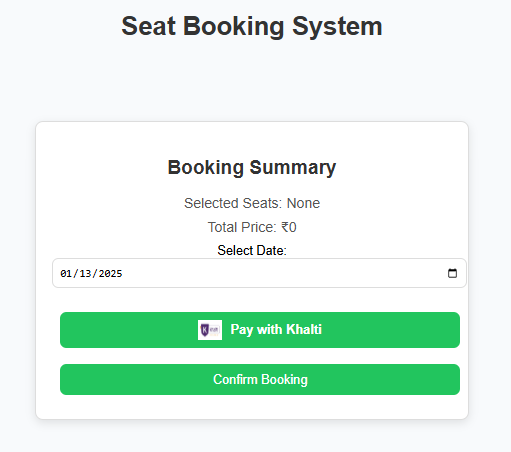 Seat Booking System
Booking Summary
Selected Seats: None
Total Price: ₹0
Select Date:
01/13/2025
K Pay with Khalti
Confirm Booking